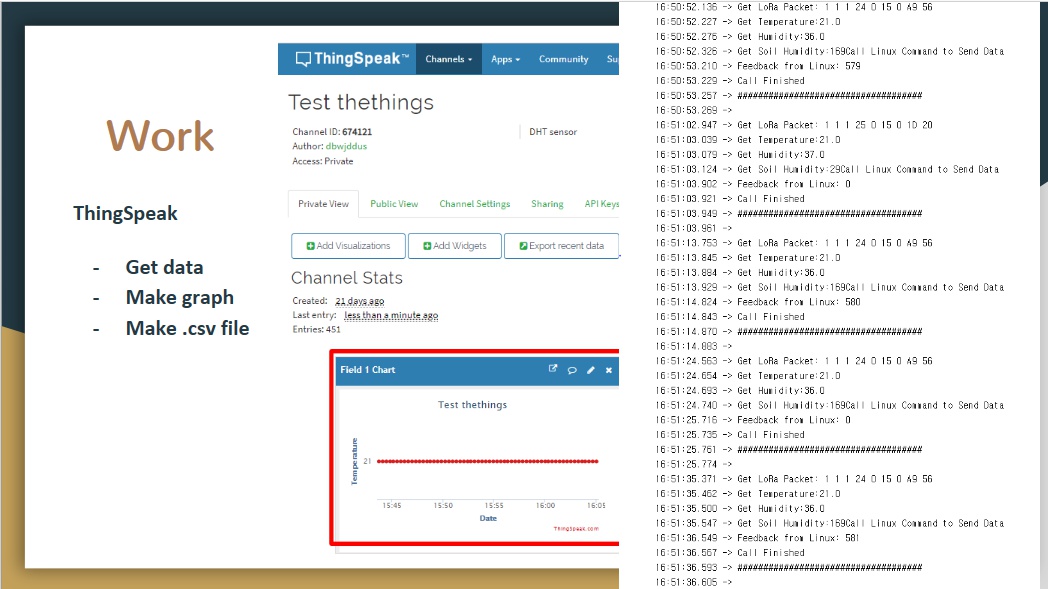 Work
ThingSpeak
- Get data
- Make graph
- Make .csv file
ThingSpeak™
Channels
Apps
Community
Su
Test thethings
Channel ID: 674121
Author: dbwjddus
Access: Private
DHT sensor
Private View
Public View
Channel Settings
Sharing
API Keys
Add Visualizations
Add Widgets
Export recent data
Channel Stats
Created: 21 days ago
Last entry: less than a minute ago
Entries: 451
Field 1 Chart
Test thethings
Temperature
21
15:45 15:50 15:55 16:00 16:05
Date
ThingSpeak.com
16:50:52.136 -> Get LoRa Packet: 1 1 1 24 0 15 0 A9 56
16:50:52.227 -> Get Temperature:21.0
16:50:52.276 -> Get Humidity:36.0
16:50:52.326 -> Get Soil Humidity:169Call Linux Command to Send Data
16:50:53.210 -> Feedback from Linux: 579
16:50:53.229 -> Call Finished
16:50:53.257 -> ####################################
16:50:53.269 ->
16:51:02.947 -> Get LoRa Packet: 1 1 1 25 0 15 0 1D 20
16:51:03.039 -> Get Temperature:21.0
16:51:03.079 -> Get Humidity:37.0
16:51:03.124 -> Get Soil Humidity:29Call Linux Command to Send Data
16:51:03.902 -> Feedback from Linux: 0
16:51:03.921 -> Call Finished
16:51:03.949 -> ####################################
16:51:03.961 ->
16:51:13.753 -> Get LoRa Packet: 1 1 1 24 0 15 0 A9 56
16:51:13.845 -> Get Temperature:21.0
16:51:13.884 -> Get Humidity:36.0
16:51:13.929 -> Get Soil Humidity:169Call Linux Command to Send Data
16:51:14.824 -> Feedback from Linux: 580
16:51:14.843 -> Call Finished
16:51:14.870 -> ####################################
16:51:14.883 ->
16:51:24.563 -> Get LoRa Packet: 1 1 1 24 0 15 0 A9 56
16:51:24.654 -> Get Temperature:21.0
16:51:24.693 -> Get Humidity:36.0
16:51:24.740 -> Get Soil Humidity:169Call Linux Command to Send Data
16:51:25.716 -> Feedback from Linux: 0
16:51:25.735 -> Call Finished
16:51:25.761 -> ####################################
16:51:25.774 ->
16:51:35.371 -> Get LoRa Packet: 1 1 1 24 0 15 0 A9 56
16:51:35.462 -> Get Temperature:21.0
16:51:35.500 -> Get Humidity:36.0
16:51:35.547 -> Get Soil Humidity:169Call Linux Command to Send Data
16:51:36.549 -> Feedback from Linux: 581
16:51:36.567 -> Call Finished
16:51:36.593 -> ####################################
16:51:36.605 ->